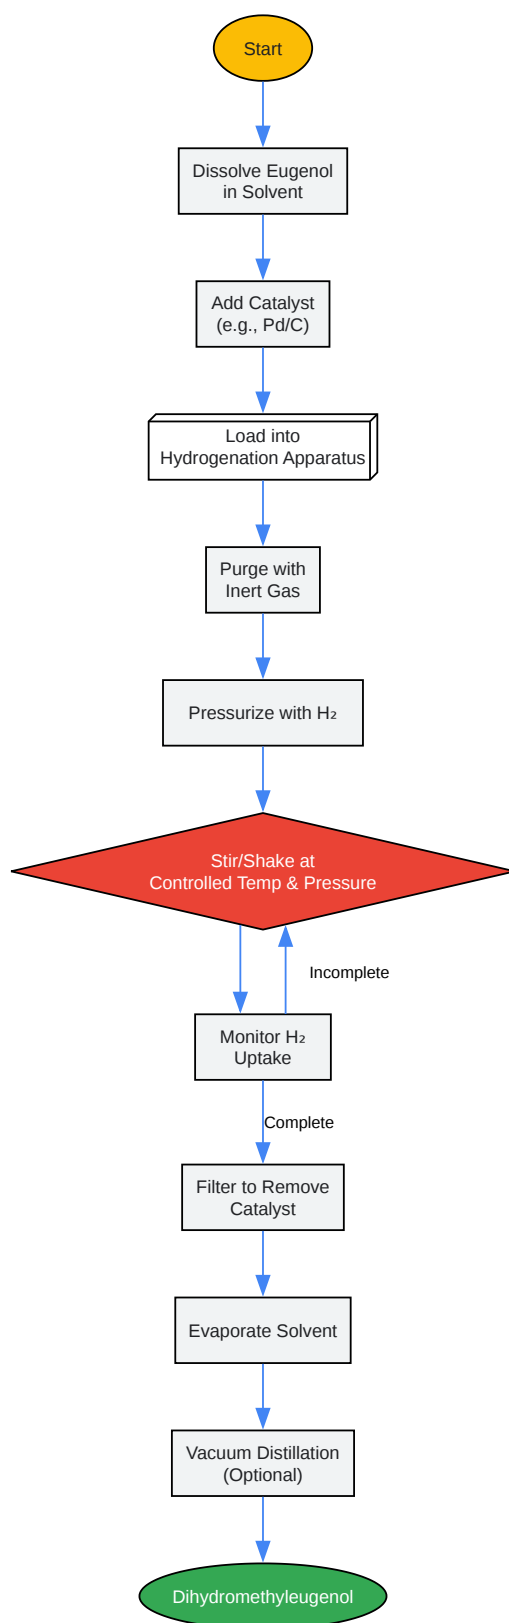 Start
Dissolve Eugenol
in Solvent
Add Catalyst
(e.g., Pd/C)
Load into
Hydrogenation Apparatus
Purge with
Inert Gas
Pressurize with H₂
Stir/Shake at
Controlled Temp & Pressure
Incomplete
Monitor H₂
Uptake
Complete
Filter to Remove
Catalyst
Evaporate Solvent
Vacuum Distillation
(Optional)
Dihydromethyleugenol